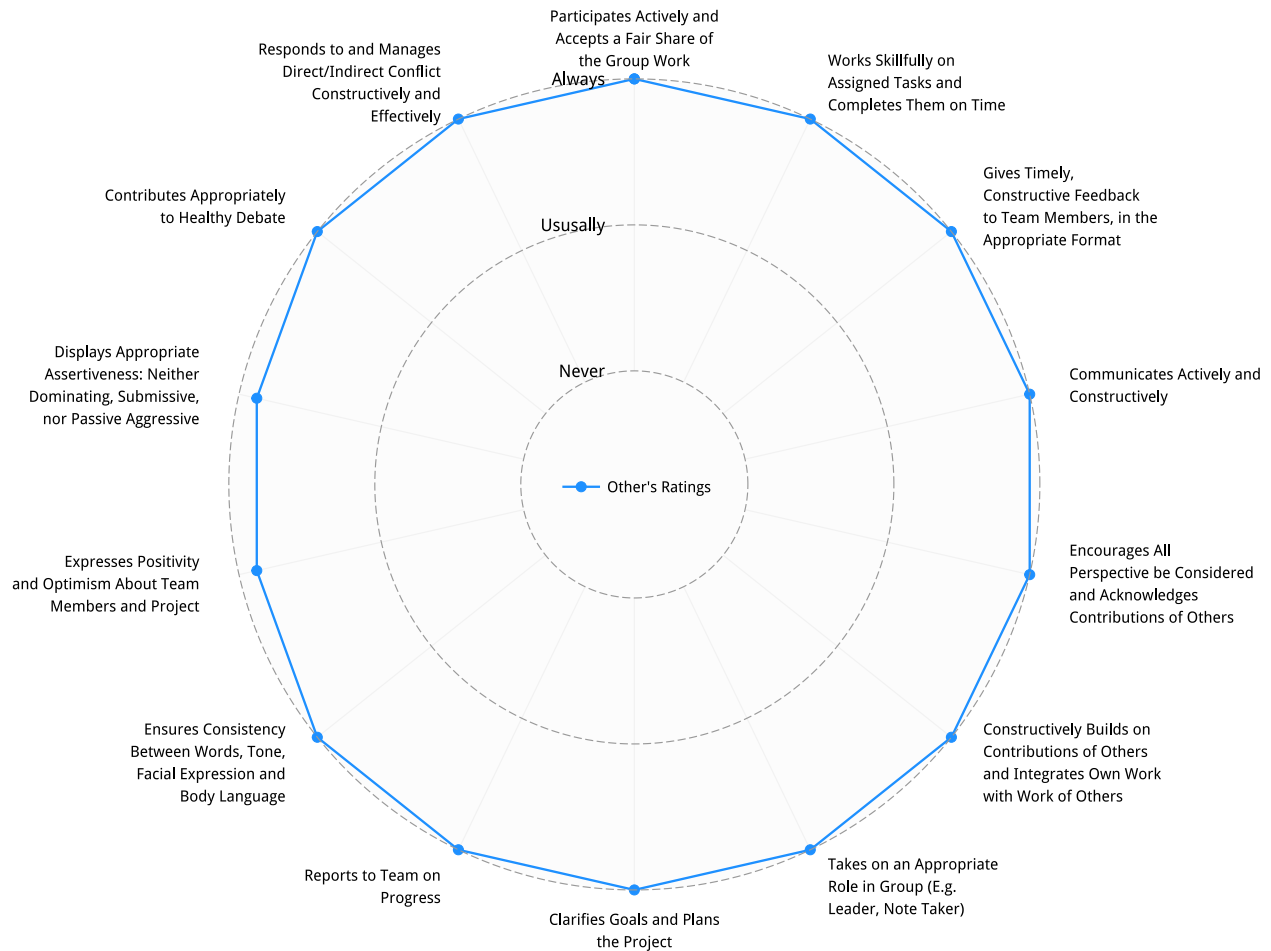 Participates Actively and
Accepts a Fair Share of
the Group Work
Works Skillfully on
Assigned Tasks and
Completes Them on Time
Gives Timely,
Constructive Feedback
to Team Members, in the
Appropriate Format
Communicates Actively and
Constructively
Encourages All
Perspective be Considered
and Acknowledges
Contributions of Others
Constructively Builds on
Contributions of Others
and Integrates Own Work
with Work of Others
Takes on an Appropriate
Role in Group (E.g.
Leader, Note Taker)
Clarifies Goals and Plans
the Project
Reports to Team on
Progress
Ensures Consistency
Between Words, Tone,
Facial Expression and
Body Language
Expresses Positivity
and Optimism About Team
Members and Project
Displays Appropriate
Assertiveness: Neither
Dominating, Submissive,
nor Passive Aggressive
Contributes Appropriately
to Healthy Debate
Responds to and Manages
Direct/Indirect Conflict
Constructively and
Effectively
Always
Ususally
Never
Other's Ratings